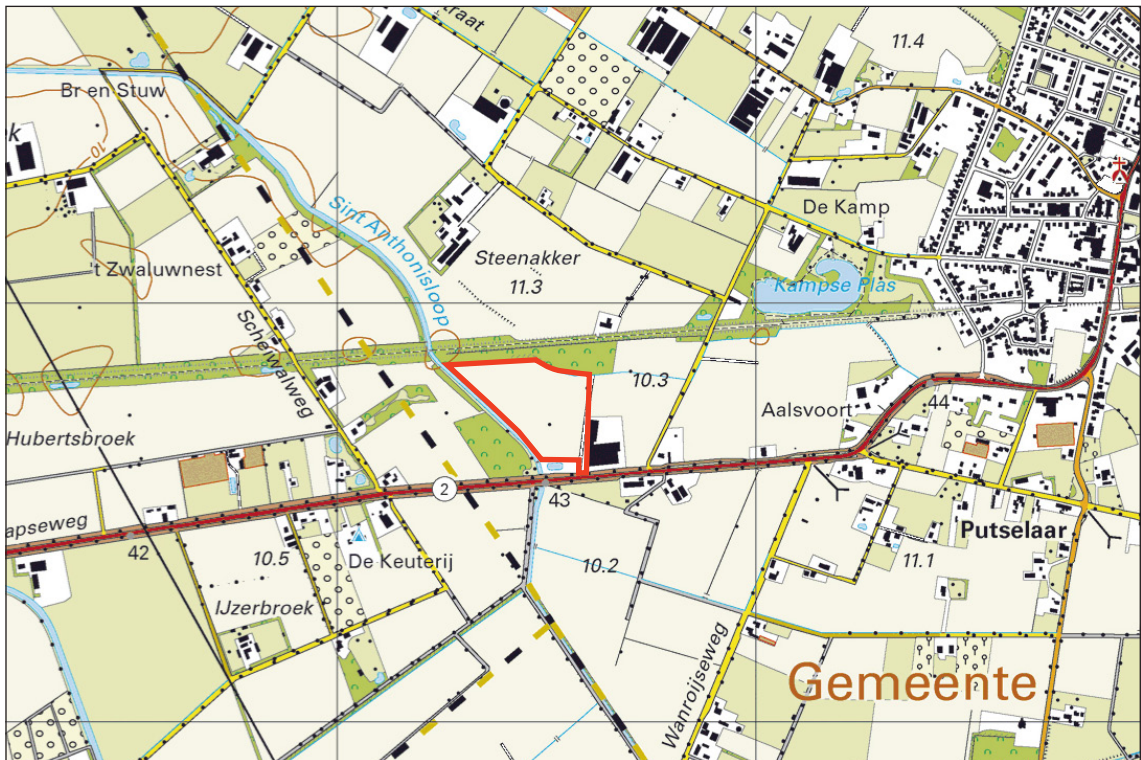 traat
11.4
Br en Stuw
k
10
Sint Anthonisloop
De Kamp
Steenakker
11.3
't Zwaluwnest
Kampse Plas
Schelwalweg
10.3
Aalsvoort
44
Hubertsbroek
2
43
apseweg
42
10.5
De Keuterij
10.2
11.1
Putselaar
IJzerbroek
Wanroijseweg
Gemeente